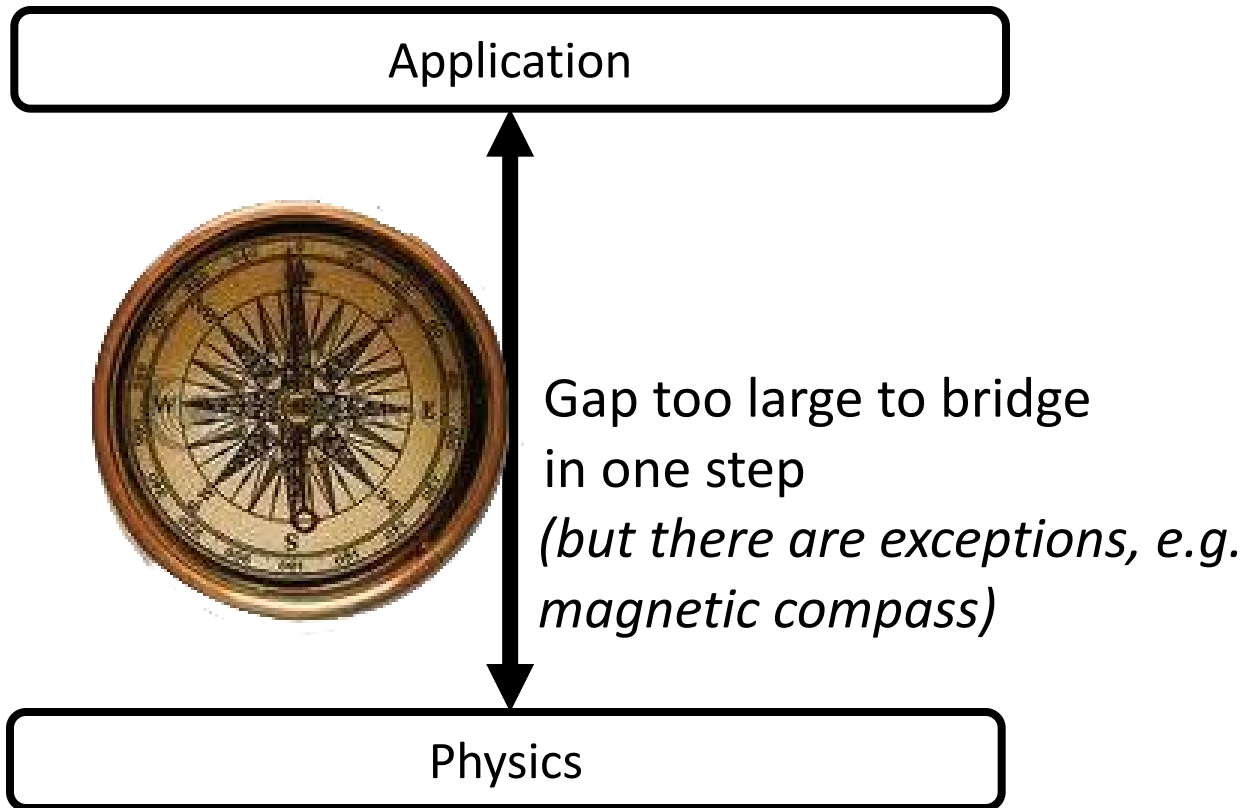 Application
W
E
S
Gap too large to bridge
in one step
(but there are exceptions, e.g.
magnetic compass)
Physics